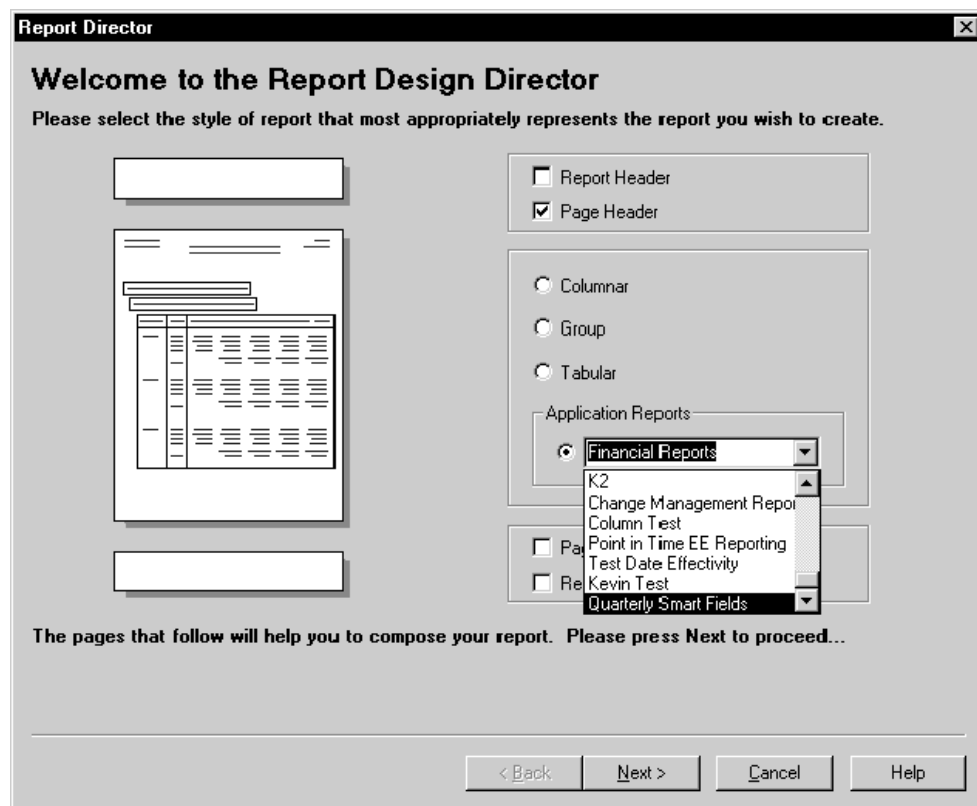 Report Director
Welcome to the Report Design Director
Please select the style of report that most appropriately represents the report you wish to create.
Report Header
Page Header
Columnar
Group
Tabular
Application Reports
Financial Reports
K2
Change Management Repor
Column Test
Point in Time EE Reporting
Test Date Effectivity
Kevin Test
Quarterly Smart Fields
Pag
Re
The pages that follow will help you to compose your report. Please press Next to proceed...
< Back
Next >
Cancel
Help